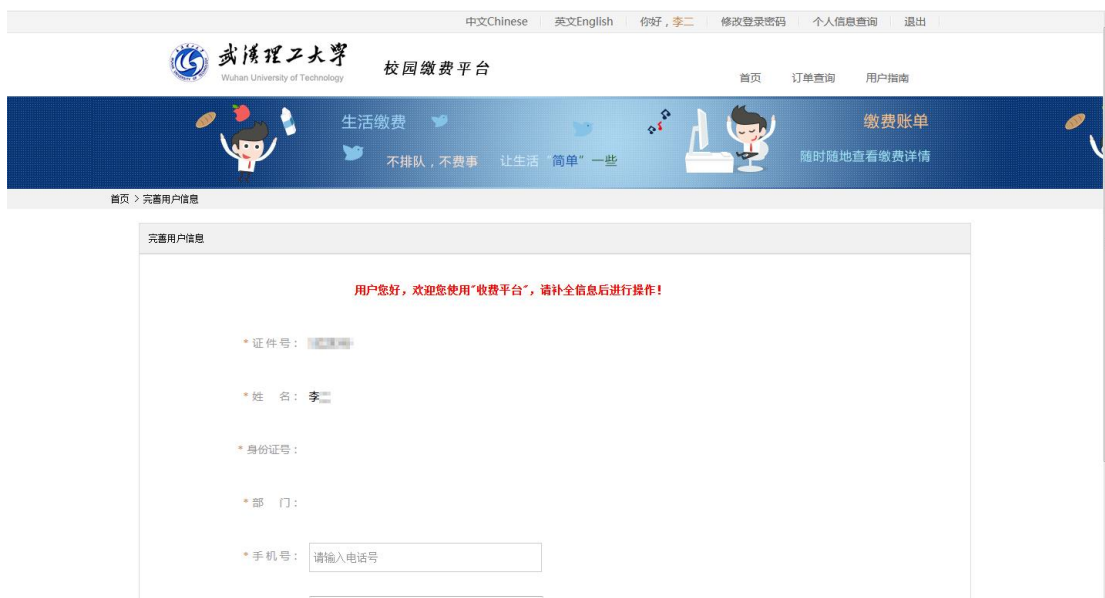 中文Chinese 英文English 你好，李二 修改登录密码 个人信息查询 退出
武汉理工大学
Wuhan University of Technology
校园缴费平台
首页 订单查询 用户指南
生活缴费
不排队，不费事 让生活“简单”一些
缴费账单
随时随地查看缴费详情
首页 > 完善用户信息
完善用户信息
用户您好，欢迎您使用"收费平台"，请补全信息后进行操作！
* 证件号：
* 姓 名： 李
* 身份证号：
* 部 门：
* 手机号： 请输入电话号